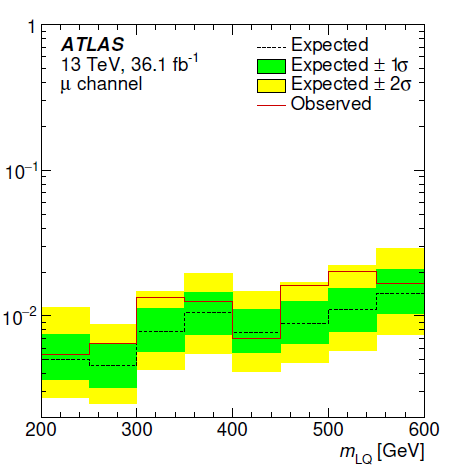 1
ATLAS
13 TeV, 36.1 fb-1
μ channel
Expected
Expected ± 1σ
Expected ± 2σ
Observed
10−1
10−2
200 300 400 500 600
mLQ [GeV]